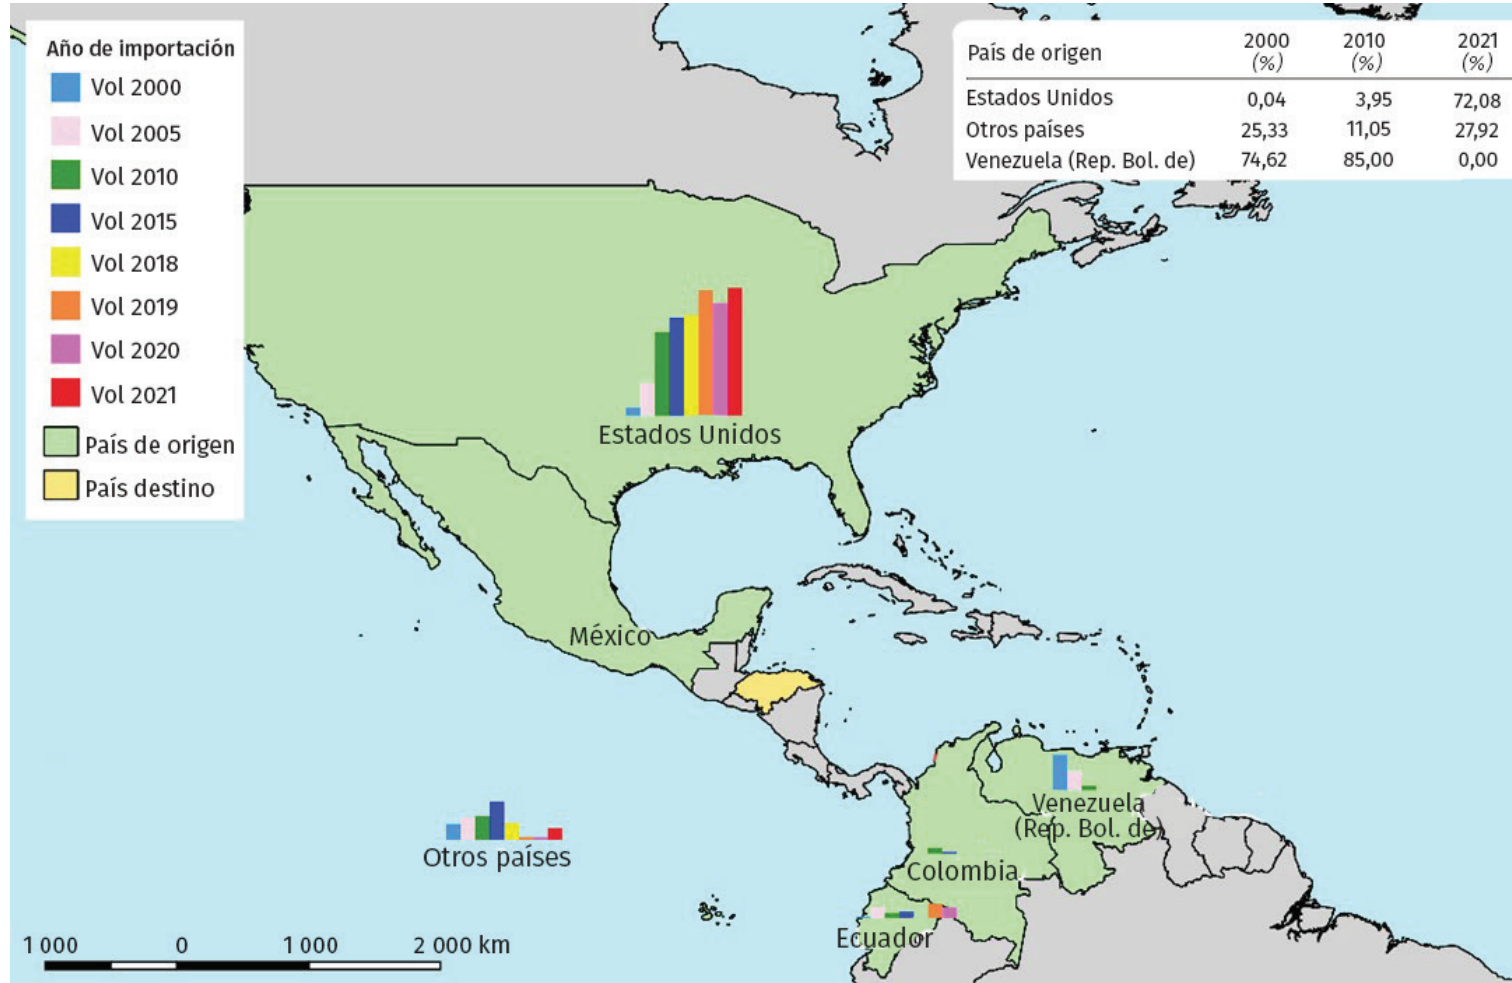 Año de importación
Vol 2000
Vol 2005
Vol 2010
Vol 2015
Vol 2018
Vol 2019
Vol 2020
Vol 2021
País de origen
País destino
País de origen 2000 (%) 2010 (%) 2021 (%)
Estados Unidos 0,04 3,95 72,08
Otros países 25,33 11,05 27,92
Venezuela (Rep. Bol. de) 74,62 85,00 0,00
Estados Unidos
México
Venezuela
(Rep. Bol. de)
Otros países
Colombia
Ecuador
1 000 0 1 000 2 000 km